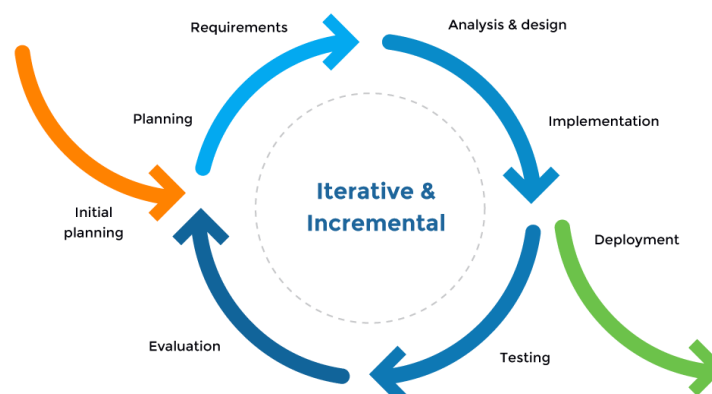 Requirements
Analysis & design
Planning
Implementation
Iterative &
Incremental
Initial
planning
Deployment
Evaluation
Testing